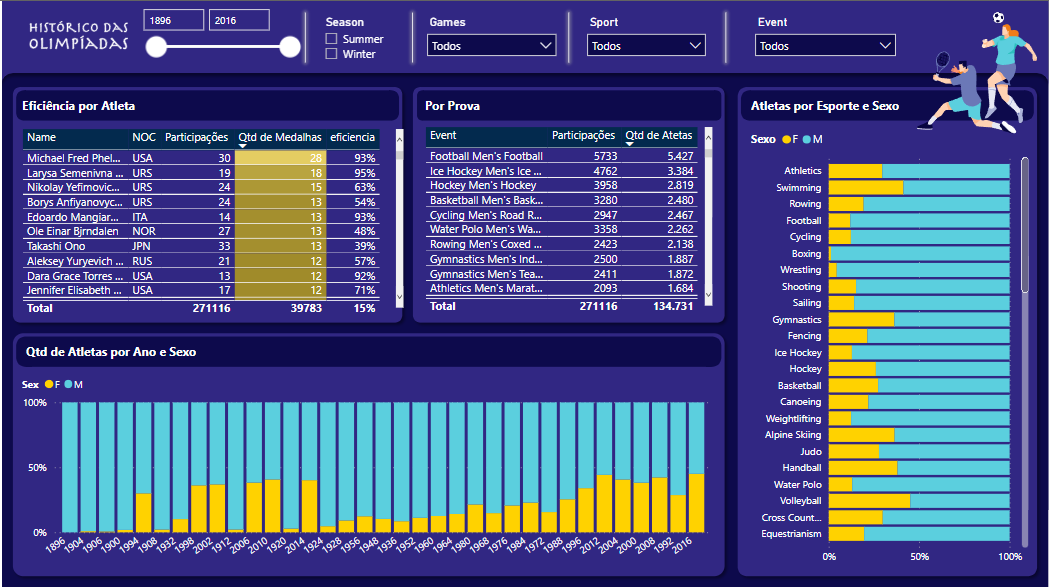 HISTÓRICO DAS
OLIMPÍADAS
1896 2016
Season
Summer
Winter
Games
Todos
Sport
Todos
Event
Todos
Eficiência por Atleta
Name NOC Participações Qtd de Medalhas eficiencia
Michael Fred Phel... USA 30 28 93%
Larysa Semenivna ... URS 19 18 95%
Nikolay Yefimovic... URS 24 15 63%
Borys Anfiyanovyc... URS 24 13 54%
Edoardo Mangiar... ITA 14 13 93%
Ole Einar Bjrndalen NOR 27 13 48%
Takashi Ono JPN 33 13 39%
Aleksey Yuryevich ... RUS 21 12 57%
Dara Grace Torres ... USA 13 12 92%
Jennifer Elisabeth ... USA 17 12 71%
Total 271116 39783 15%
Por Prova
Event Participações Qtd de Atetas
Football Men's Football 5733 5.427
Ice Hockey Men's Ice ... 4762 3.384
Hockey Men's Hockey 3958 2.819
Basketball Men's Bask... 3280 2.480
Cycling Men's Road R... 2947 2.467
Water Polo Men's Wa... 3358 2.262
Rowing Men's Coxed ... 2423 2.138
Gymnastics Men's Ind... 2500 1.887
Gymnastics Men's Tea... 2411 1.872
Athletics Men's Marat... 2093 1.684
Total 271116 134.731
Atletas por Esporte e Sexo
Sexo F M
Athletics
Swimming
Rowing
Football
Cycling
Boxing
Wrestling
Shooting
Sailing
Gymnastics
Fencing
Ice Hockey
Hockey
Basketball
Canoeing
Weightlifting
Alpine Skiing
Judo
Handball
Water Polo
Volleyball
Cross Count...
Equestrianism
0% 50% 100%
Qtd de Atletas por Ano e Sexo
Sex F M
100%
50%
0%
1896 1904 1906 1900 1994 1908 1932 1998 2002 1912 2006 2010 1920 2014 1924 1928 1956 1948 1936 1952 1960 1964 1980 1968 1976 1984 1972 1988 1996 2012 2004 2000 2008 1992 2016